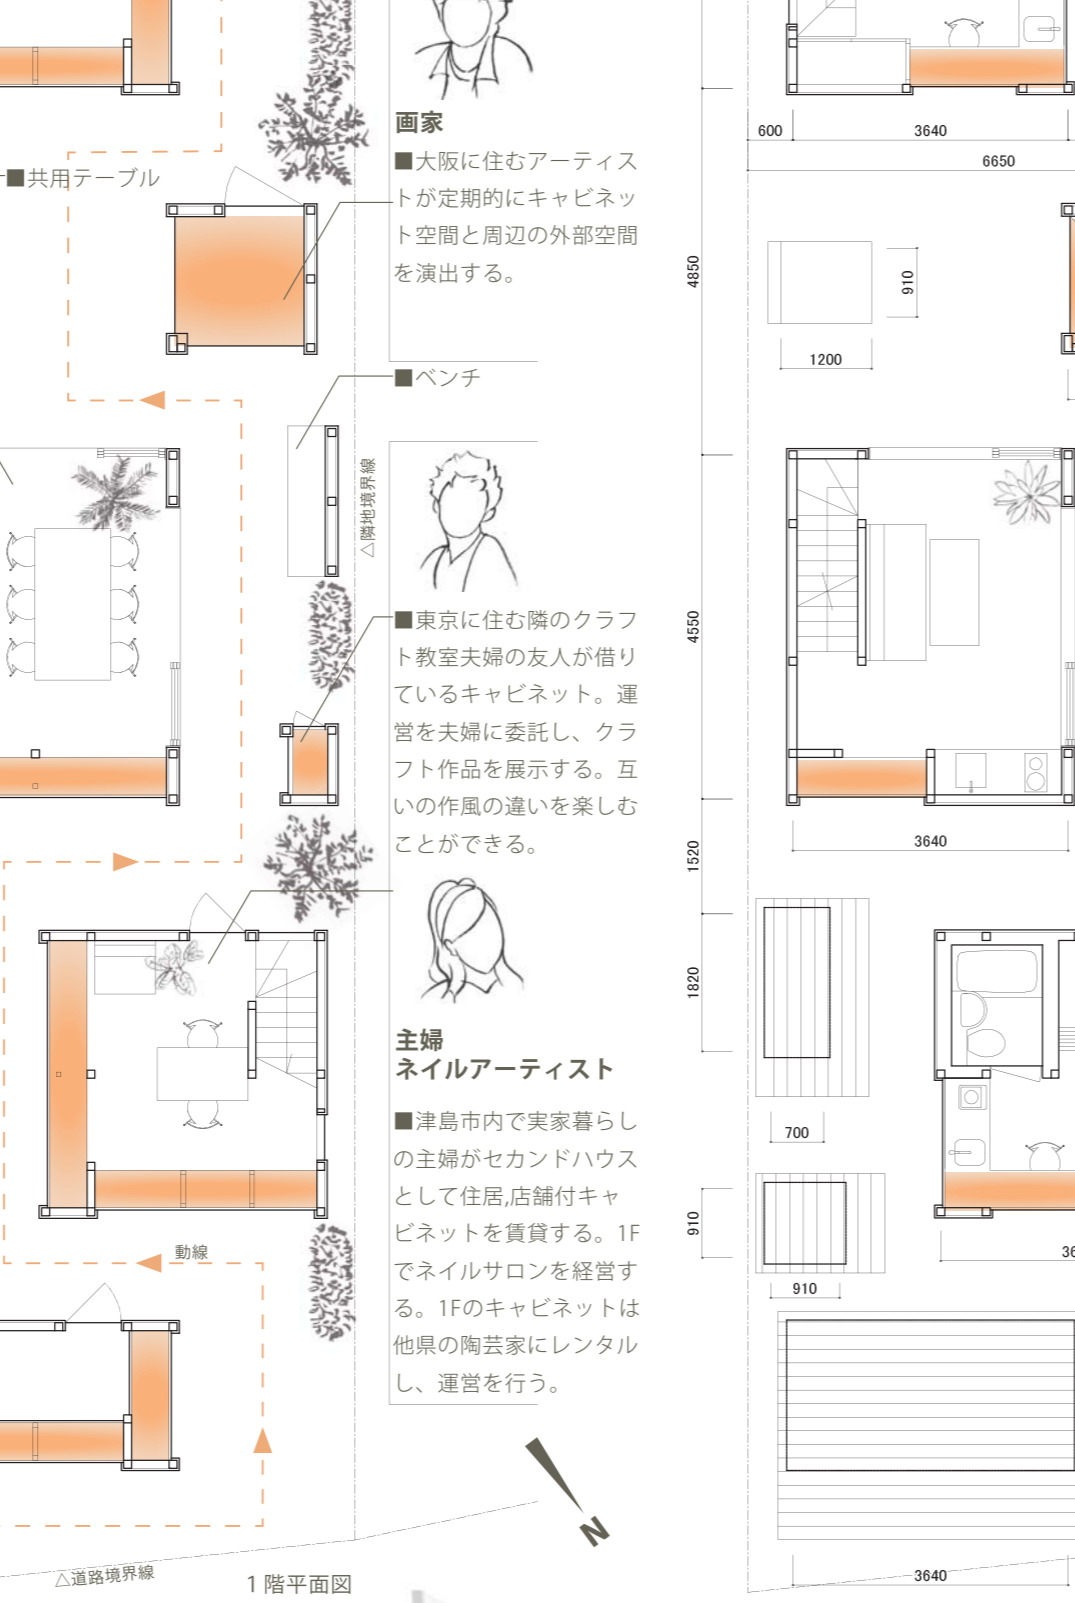 ■共用テーブル
画家
■大阪に住むアーティス
トが定期的にキャビネッ
ト空間と周辺の外部空間
を演出する。
■ベンチ
△隣地境界線
■東京に住む隣のクラフ
ト教室夫婦の友人が借り
ているキャビネット。運
営を夫婦に委託し、クラ
フト作品を展示する。互
いの作風の違いを楽しむ
ことができる。
主婦
ネイルアーティスト
■津島市内で実家暮らし
の主婦がセカンドハウス
として住居,店舗付キャ
ビネットを賃貸する。1F
でネイルサロンを経営す
る。1Fのキャビネットは
他県の陶芸家にレンタル
し、運営を行う。
動線
N
△道路境界線
1階平面図
600
3640
6650
4850
910
1200
4550
3640
1520
1820
700
910
910
36
3640